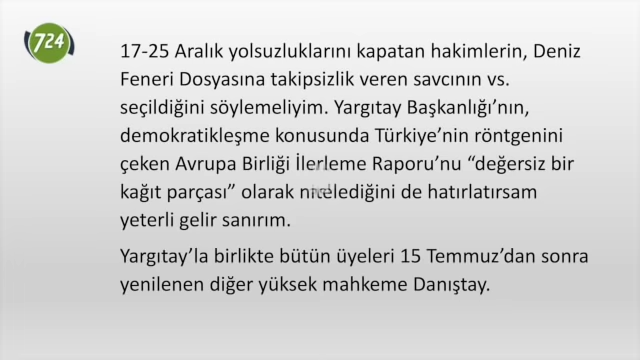 724
17-25 Aralık yolsuzluklarını kapatan hakimlerin, Deniz
Feneri Dosyasına takipsizlik veren savcının vs.
seçildiğini söylemeliyim. Yargıtay Başkanlığı’nın,
demokratikleşme konusunda Türkiye’nin röntgenini
çeken Avrupa Birliği İlerleme Raporu’nu “değersiz bir
kağıt parçası” olarak nitelediğini de hatırlatırsam
yeterli gelir sanırım.
Yargıtay’la birlikte bütün üyeleri 15 Temmuz’dan sonra
yenilenen diğer yüksek mahkeme Danıştay.